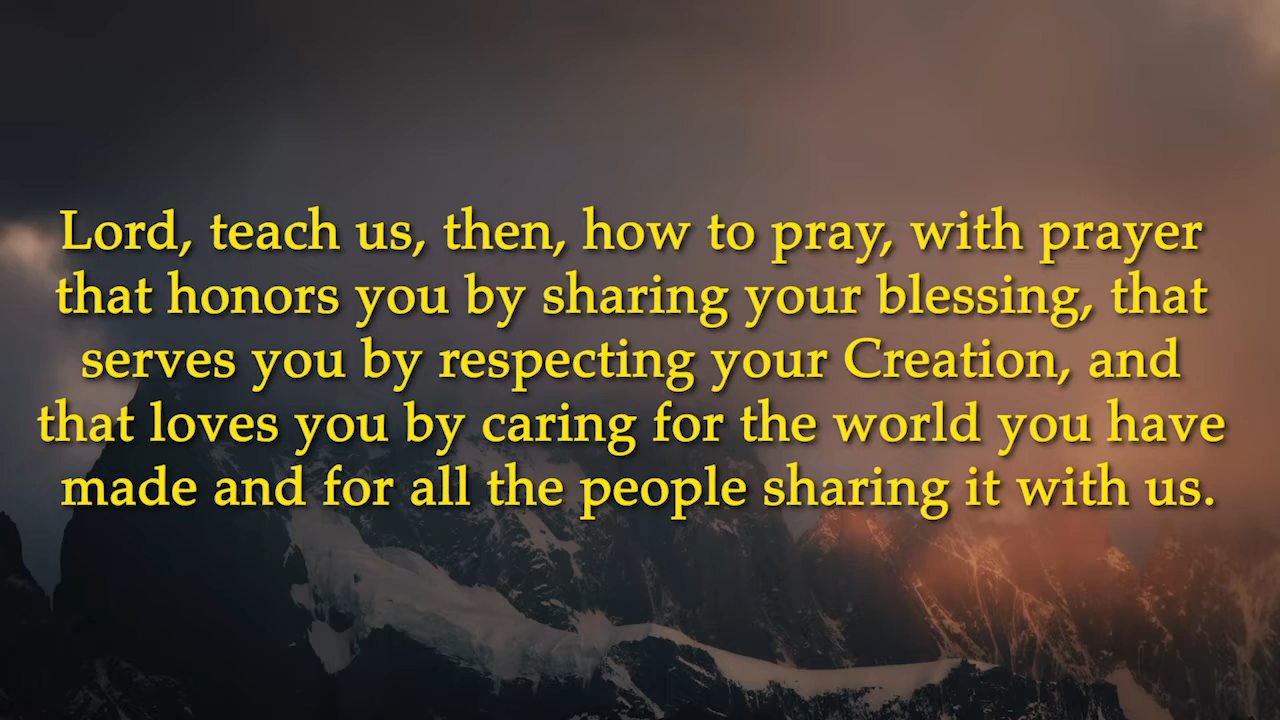 Lord, teach us, then, how to pray, with prayer
that honors you by sharing your blessing, that
serves you by respecting your Creation, and
that loves you by caring for the world you have
made and for all the people sharing it with us.